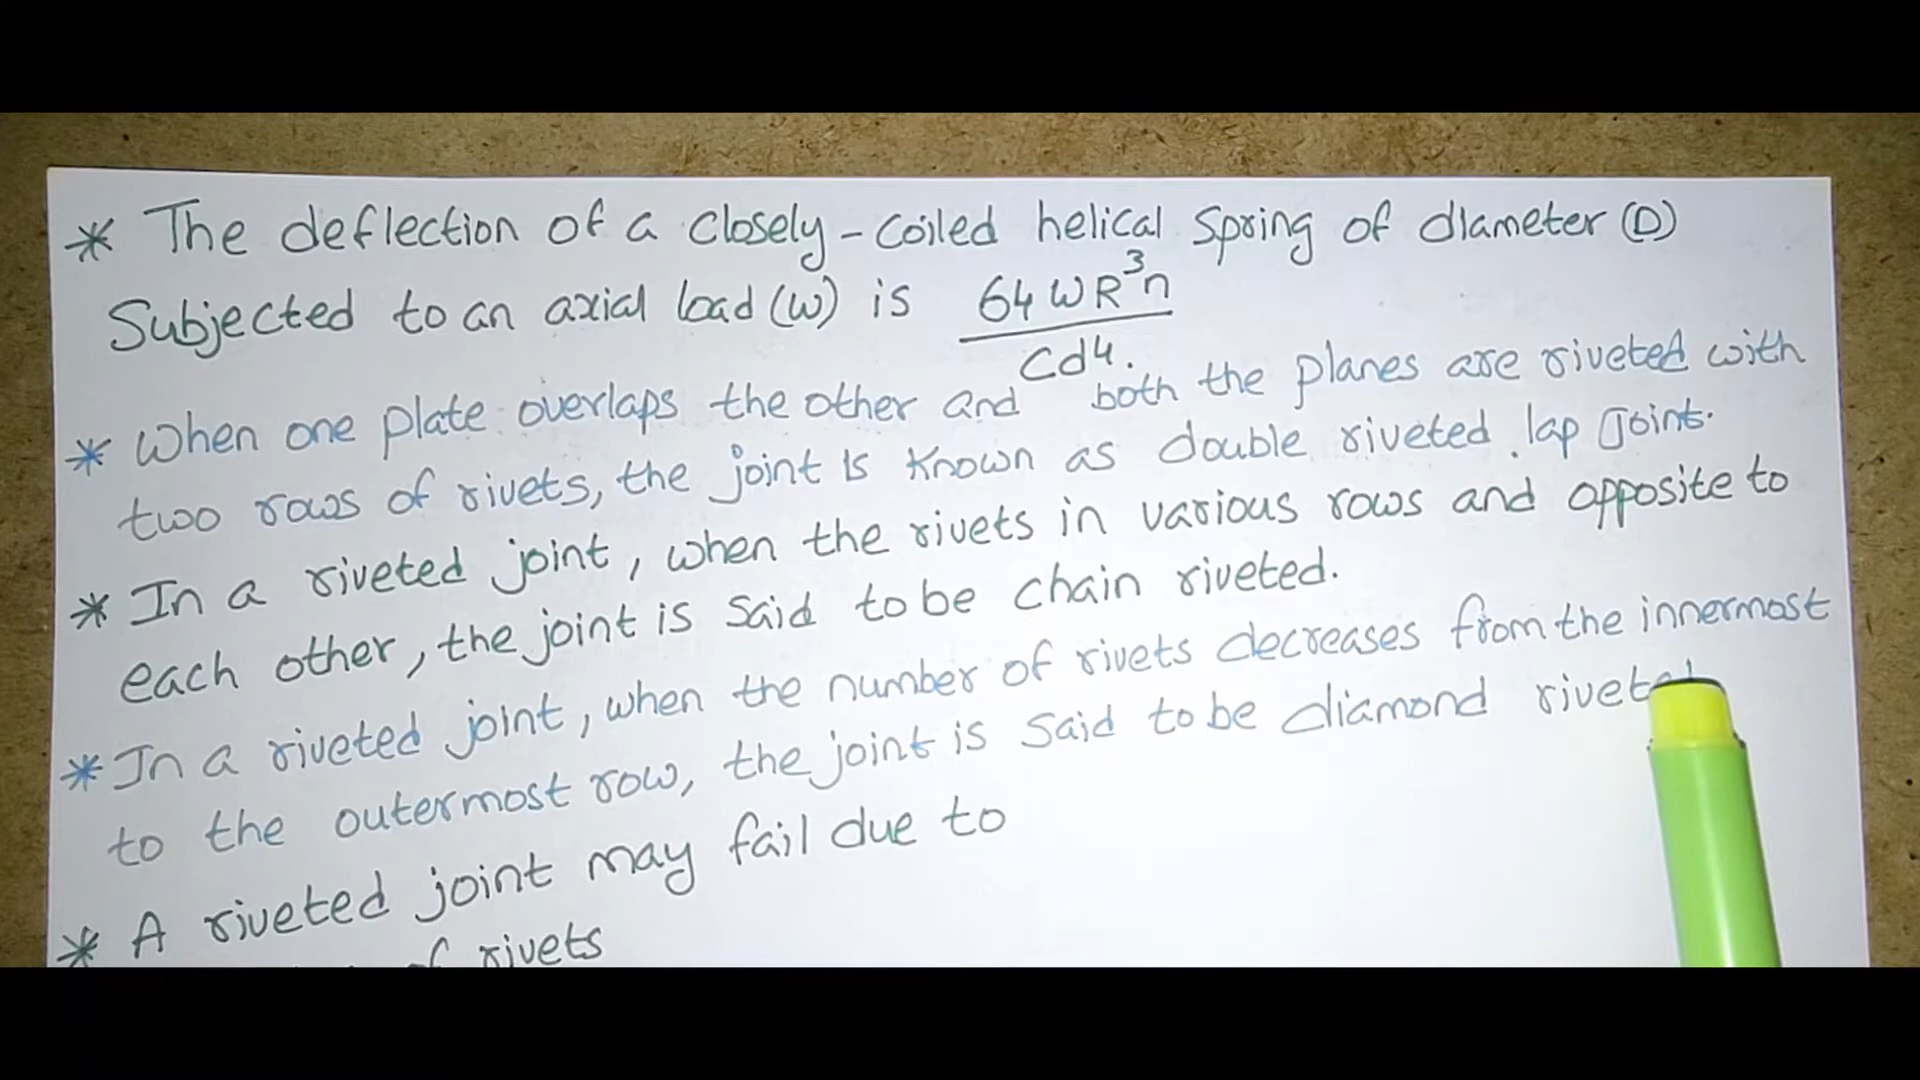 * The deflection of a closely-coiled helical Spring of diameter (D)
Subjected to an axial load (W) is 64WR³n / Cd⁴.
* When one plate overlaps the other and both the planes are riveted with
two rows of rivets, the joint is known as double riveted lap Joint.
* In a riveted joint, when the rivets in various rows and opposite to
each other, the joint is said to be chain riveted.
* In a riveted joint, when the number of rivets decreases from the innermost
to the outermost row, the joint is said to be diamond riveted
* A riveted joint may fail due to
of rivets